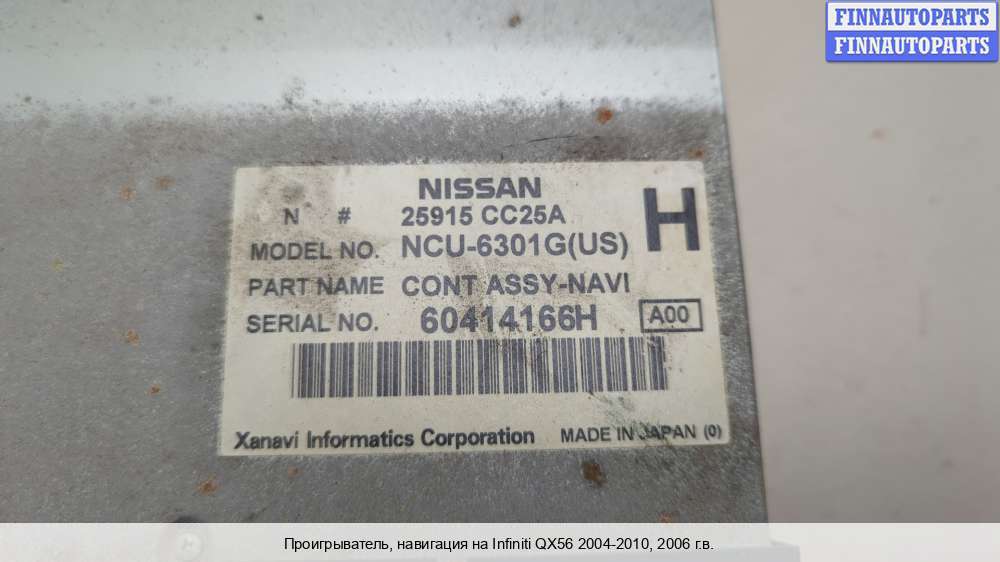 FINNAUTOPARTS
FINNAUTOPARTS
NISSAN
N # 25915 CC25A
H
MODEL NO. NCU-6301G(US)
PART NAME CONT ASSY-NAVI
SERIAL NO. 60414166H A00
Xanavi Informatics Corporation MADE IN JAPAN (0)
Проигрыватель, навигация на Infiniti QX56 2004-2010, 2006 г.в.